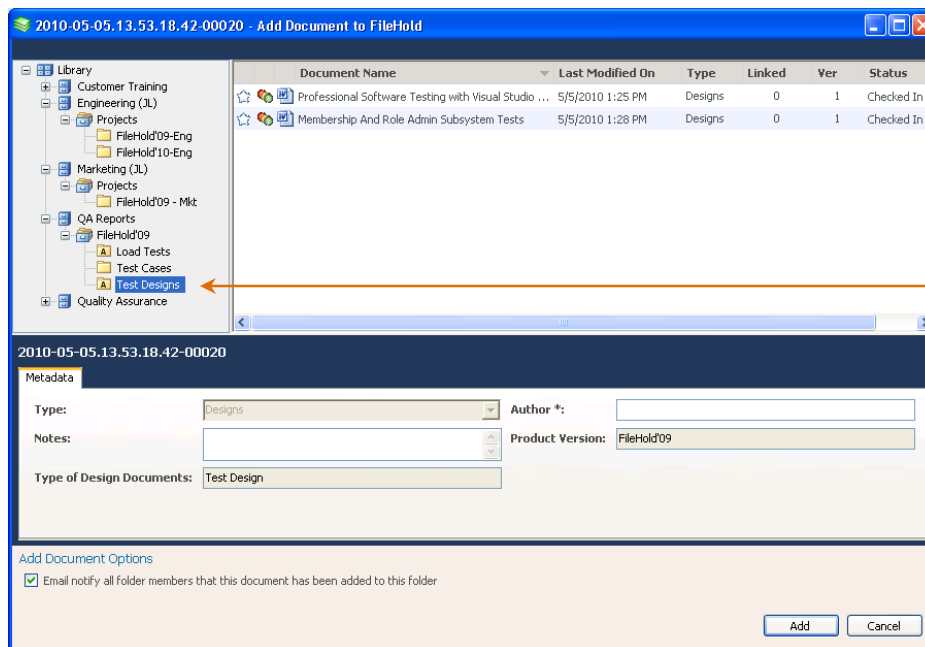 2010-05-05.13.53.18.42-00020 - Add Document to FileHold
Library
Customer Training
Engineering (JL)
Projects
FileHold'09-Eng
FileHold'10-Eng
Marketing (JL)
Projects
FileHold'09 - Mkt
QA Reports
FileHold'09
A Load Tests
Test Cases
A Test Designs
Quality Assurance
Document Name Last Modified On Type Linked Ver Status
Professional Software Testing with Visual Studio ... 5/5/2010 1:25 PM Designs 0 1 Checked In
Membership And Role Admin Subsystem Tests 5/5/2010 1:28 PM Designs 0 1 Checked In
2010-05-05.13.53.18.42-00020
Metadata
Type: Designs Author *:
Notes: Product Version: FileHold'09
Type of Design Documents: Test Design
Add Document Options
Email notify all folder members that this document has been added to this folder
Add Cancel